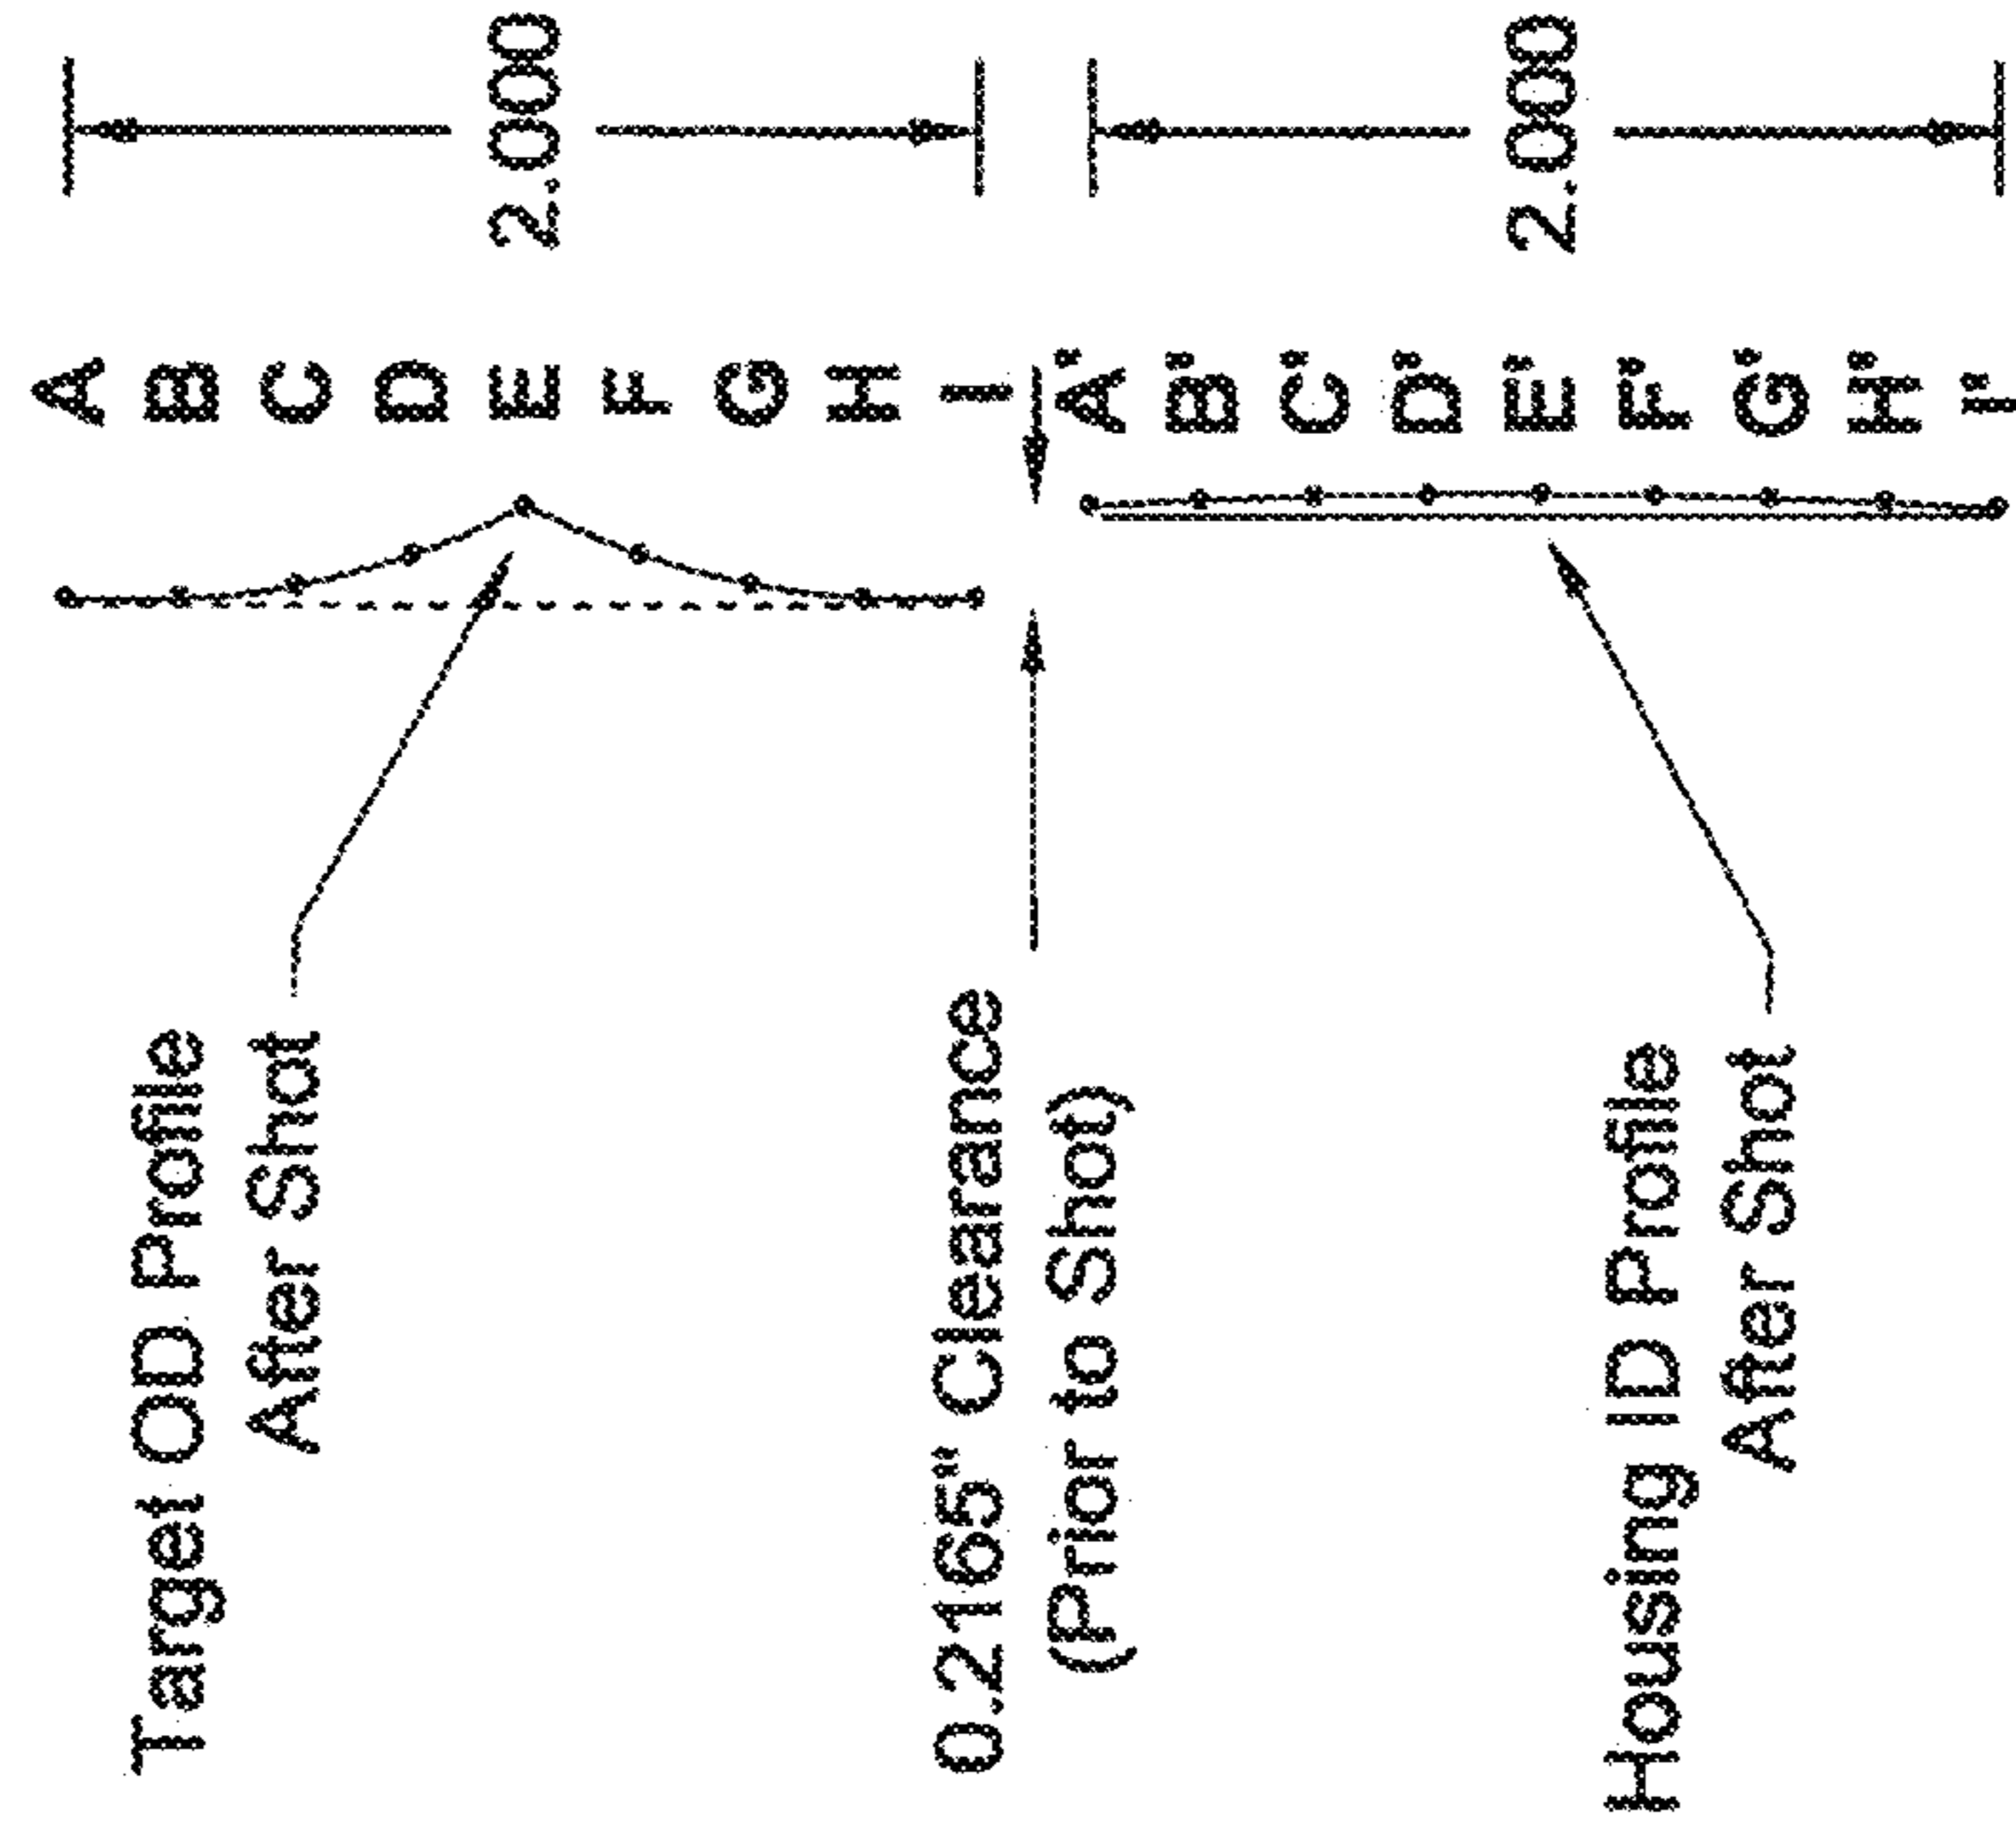 Target OD Profile
After Shot
0.2165" Clearance
(Prior to Shot)
Housing ID Profile
After Shot
A
B
C
D
E
F
G
H
I
A'
B'
C'
D'
E'
F'
G'
H'
I'
2.000
2.000